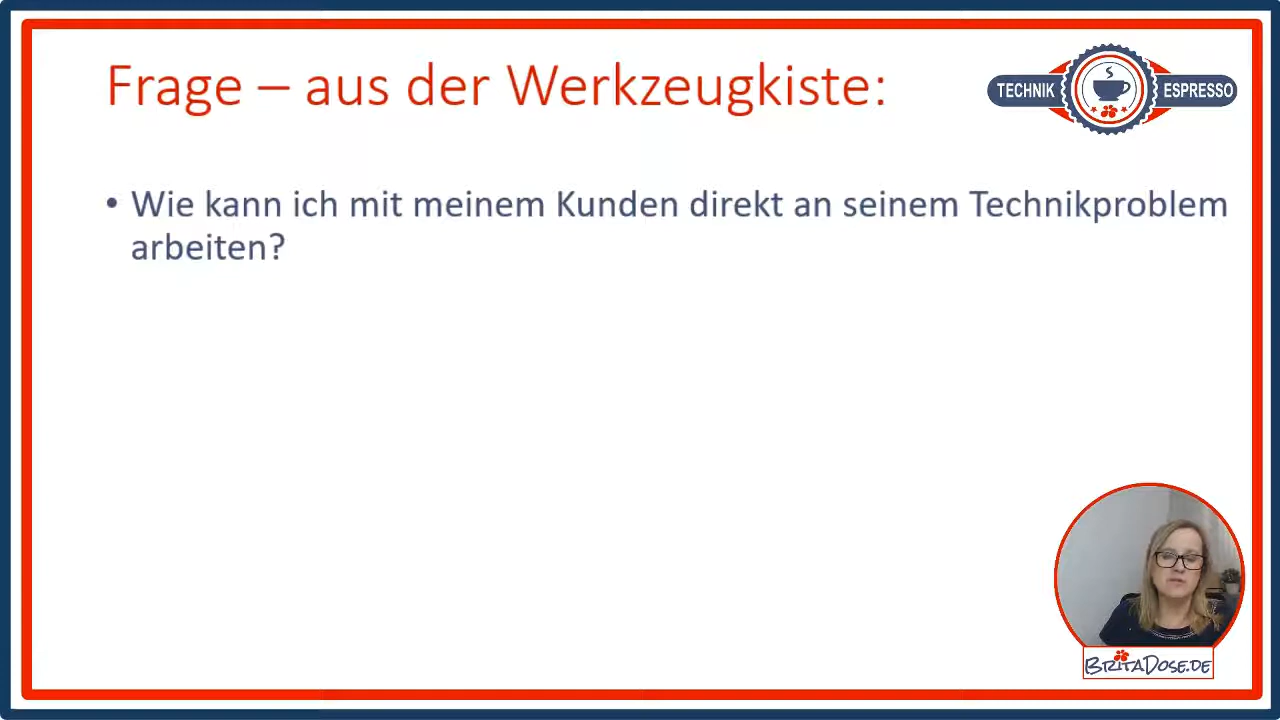 Frage – aus der Werkzeugkiste:
TECHNIK ESPRESSO
• Wie kann ich mit meinem Kunden direkt an seinem Technikproblem
arbeiten?
BRITADOSE.DE